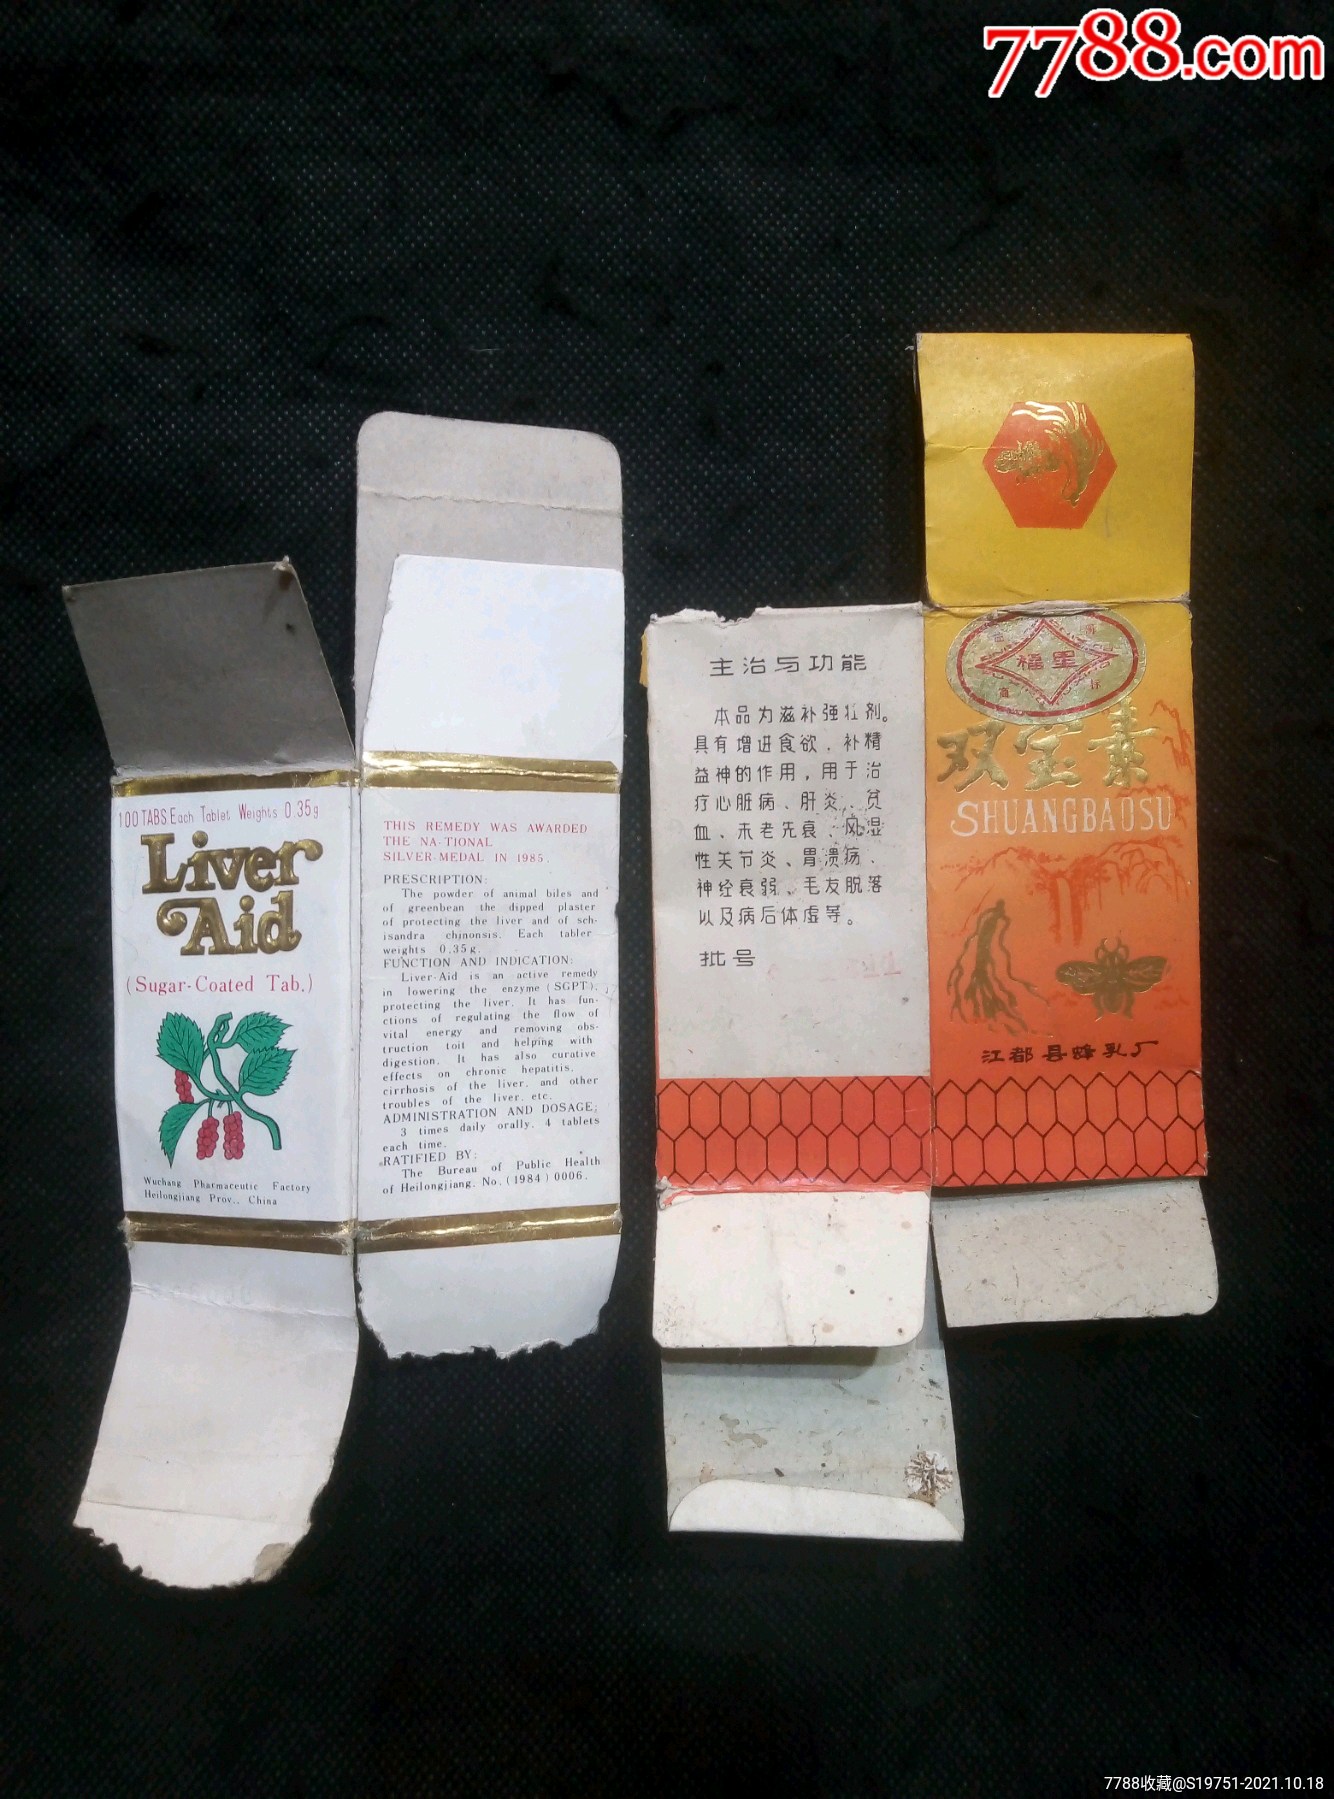 7788.com
100 TABS Each Tablet Weights 0.35g
Liver
Aid
(Sugar-Coated Tab.)
Wuchang Pharmaceutic Factory
Heilongjiang Prov., China
THIS REMEDY WAS AWARDED
THE NA-TIONAL
SILVER-MEDAL IN 1985.
PRESCRIPTION:
The powder of animal biles and
of greenbean the dipped plaster
of protecting the liver and of sch-
isandra chinonsis. Each tabler
weights 0.35g.
FUNCTION AND INDICATION:
Liver-Aid is an active remedy
in lowering the enzyme (SGPT),
protecting the liver. It has fun-
ctions of regulating the flow of
vital energy and removing obs-
truction toit and helping with
digestion. It has also curative
effects on chronic hepatitis,
cirrhosis of the liver. and other
troubles of the liver. etc.
ADMINISTRATION AND DOSAGE;
3 times daily orally. 4 tablets
each time.
RATIFIED BY:
The Bureau of Public Health
of Heilongjiang. No. (1984) 0006.
主治与功能
本品为滋补强壮剂。
具有增进食欲、补精
益神的作用，用于治
疗心脏病、肝炎、贫
血、未老先衰、风湿
性关节炎、胃溃疡、
神经衰弱、毛发脱落
以及病后体虚等。
批号
福星
双宝素
SHUANGBAOSU
江都县蜂乳厂
7788收藏@S19751-2021.10.18